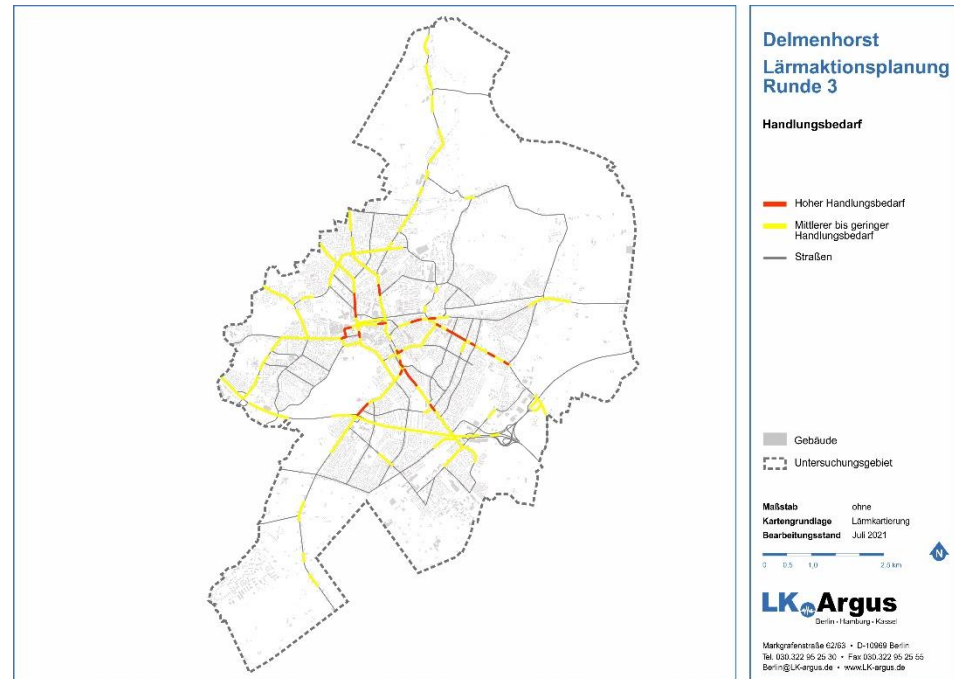 Delmenhorst
Lärmaktionsplanung
Runde 3
Handlungsbedarf
Hoher Handlungsbedarf
Mittlerer bis geringer
Handlungsbedarf
Straßen
Gebäude
Untersuchungsgebiet
Maßstab ohne
Kartengrundlage Lärmkartierung
Bearbeitungsstand Juli 2021
N
0 0,5 1,0 2,0 km
LK Argus
Berlin • Hamburg • Kassel
Markgrafenstraße 62/63 • D-10969 Berlin
Tel. 030.322 95 25 30 • Fax 030.322 95 25 55
Berlin@LK-argus.de • www.LK-argus.de